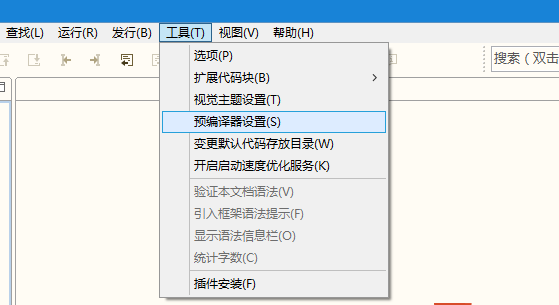 查找(L) 运行(R) 发行(B) 工具(T) 视图(V) 帮助(H)
搜索（双击
选项(P)
扩展代码块(B)
视觉主题设置(T)
预编译器设置(S)
变更默认代码存放目录(W)
开启启动速度优化服务(K)
验证本文档语法(V)
引入框架语法提示(F)
显示语法信息栏(O)
统计字数(C)
插件安装(F)